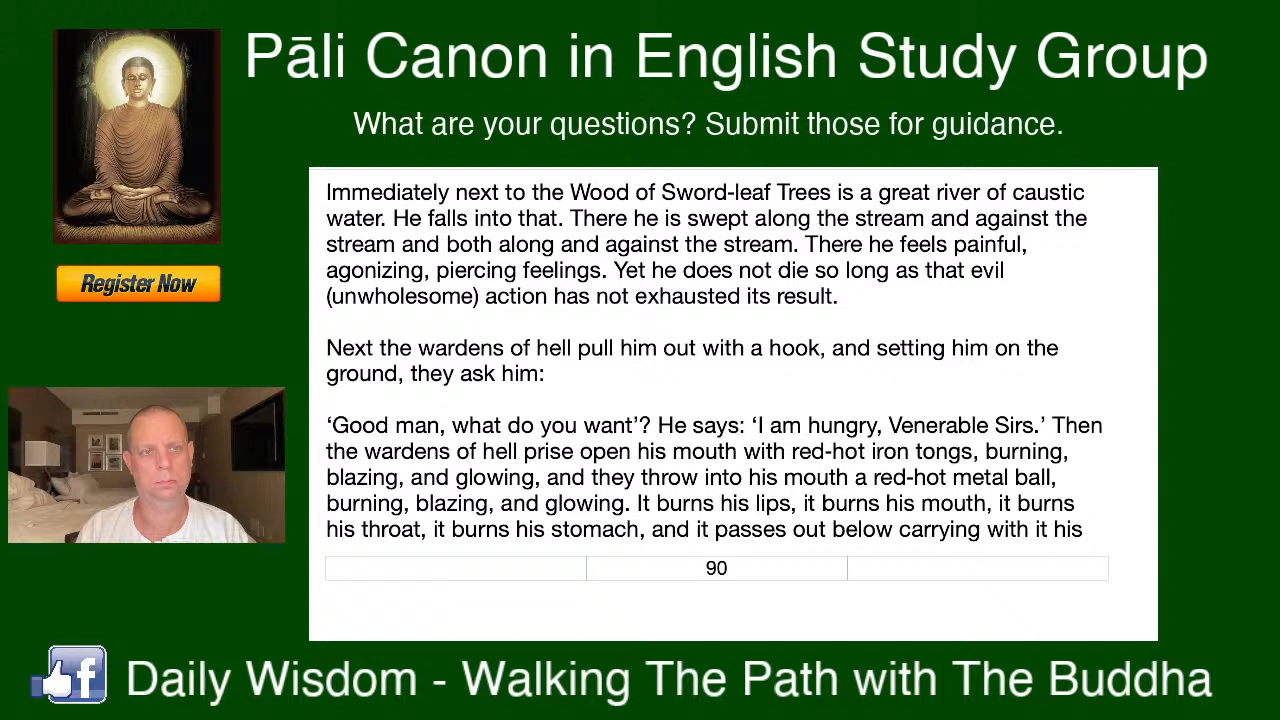 Pāli Canon in English Study Group
What are your questions? Submit those for guidance.
Register Now
Immediately next to the Wood of Sword-leaf Trees is a great river of caustic
water. He falls into that. There he is swept along the stream and against the
stream and both along and against the stream. There he feels painful,
agonizing, piercing feelings. Yet he does not die so long as that evil
(unwholesome) action has not exhausted its result.
Next the wardens of hell pull him out with a hook, and setting him on the
ground, they ask him:
‘Good man, what do you want’? He says: ‘I am hungry, Venerable Sirs.’ Then
the wardens of hell prise open his mouth with red-hot iron tongs, burning,
blazing, and glowing, and they throw into his mouth a red-hot metal ball,
burning, blazing, and glowing. It burns his lips, it burns his mouth, it burns
his throat, it burns his stomach, and it passes out below carrying with it his
90
f
Daily Wisdom - Walking The Path with The Buddha